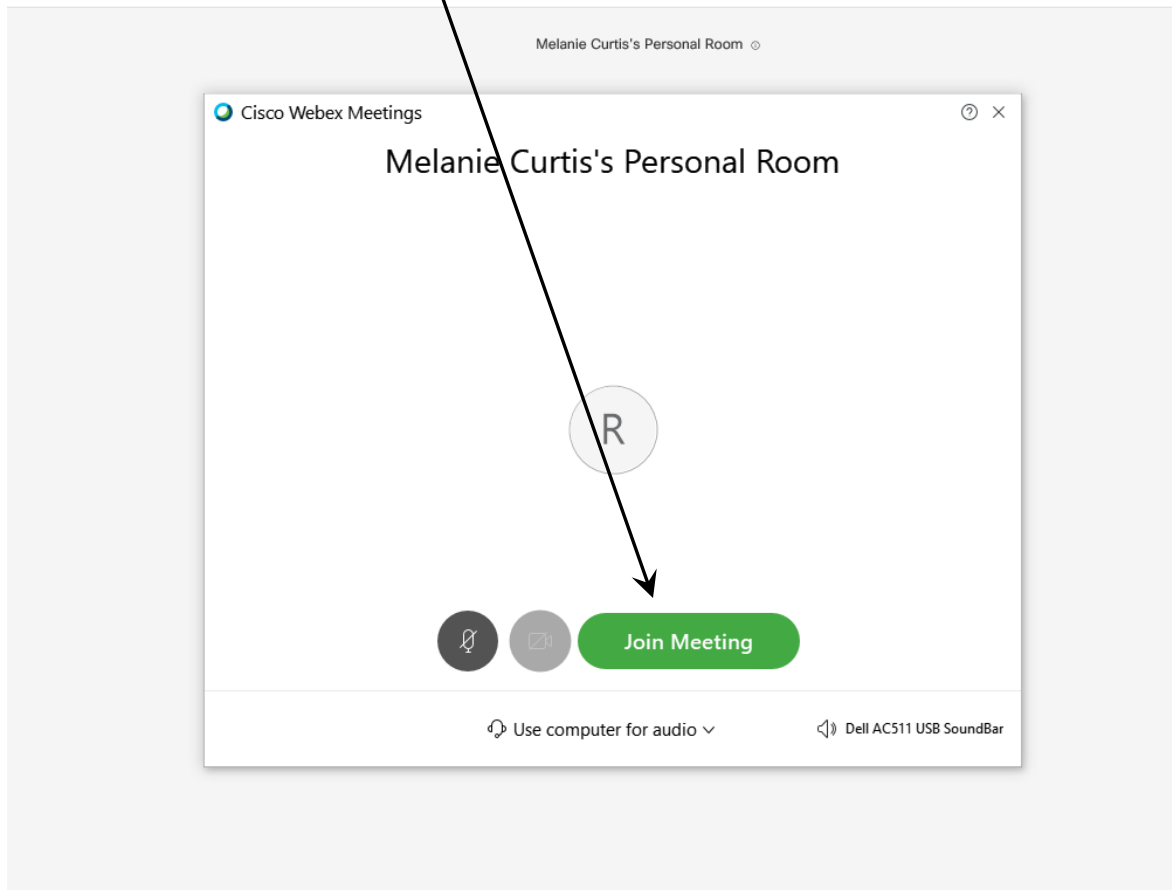 Melanie Curtis's Personal Room
Cisco Webex Meetings
Melanie Curtis's Personal Room
R
Join Meeting
Use computer for audio
Dell AC511 USB SoundBar